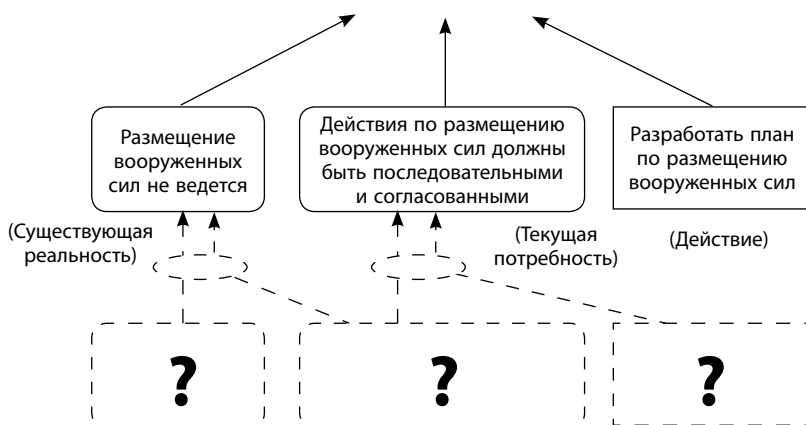 Размещение
вооруженных
сил не ведется
Действия по размещению
вооруженных сил должны
быть последовательными
и согласованными
Разработать план
по размещению
вооруженных сил
(Существующая
реальность)
(Текущая
потребность)
(Действие)
?
?
?